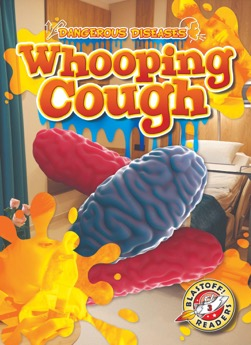 DANGEROUS DISEASES
Whooping
Cough
BLASTOFF!
READERS